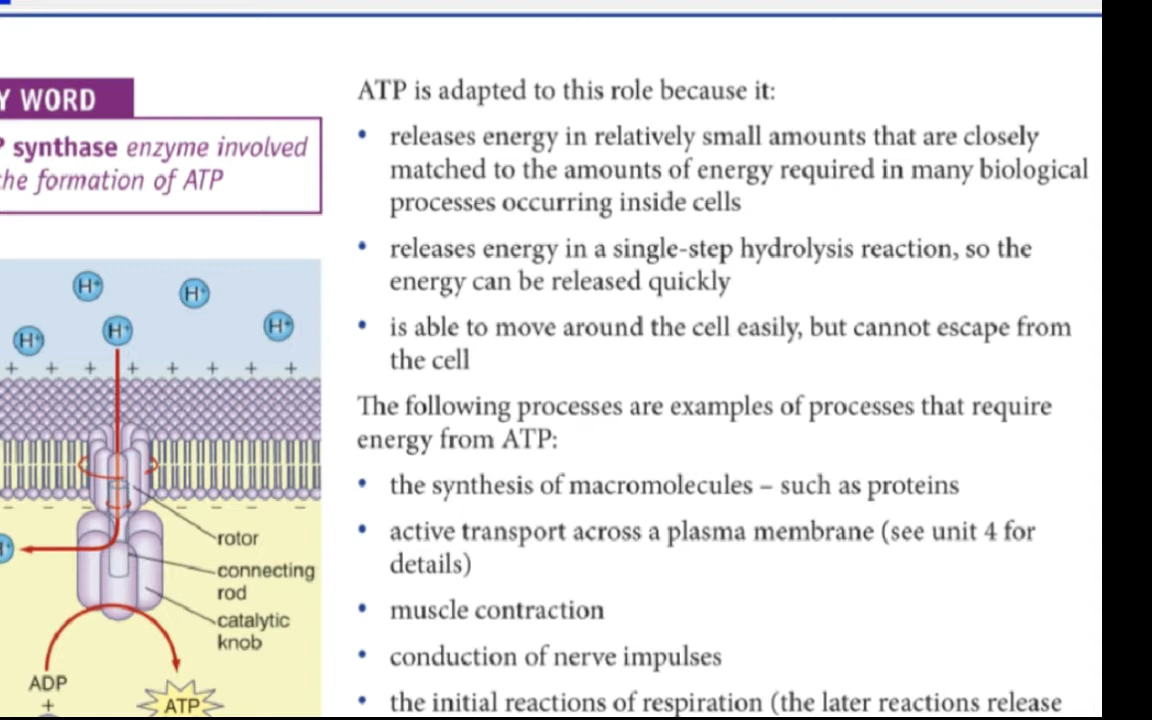 Y WORD
P synthase enzyme involved
the formation of ATP
H+
H+
H+
H+
H+
+ + + + + + + +
rotor
connecting
rod
catalytic
knob
ADP
+
ATP
ATP is adapted to this role because it:
• releases energy in relatively small amounts that are closely
matched to the amounts of energy required in many biological
processes occurring inside cells
• releases energy in a single-step hydrolysis reaction, so the
energy can be released quickly
• is able to move around the cell easily, but cannot escape from
the cell
The following processes are examples of processes that require
energy from ATP:
• the synthesis of macromolecules – such as proteins
• active transport across a plasma membrane (see unit 4 for
details)
• muscle contraction
• conduction of nerve impulses
• the initial reactions of respiration (the later reactions release